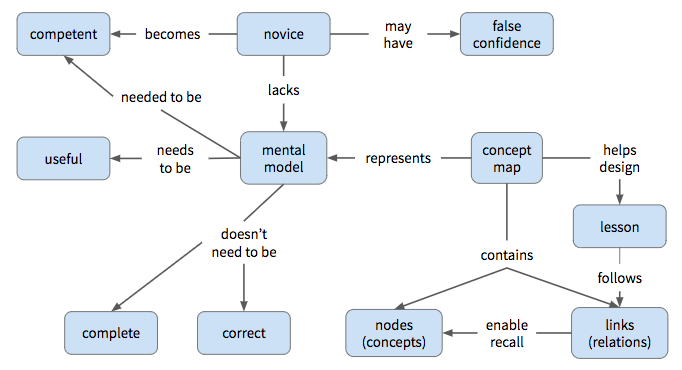 competent
becomes
novice
may
have
false
confidence
needed to be
lacks
useful
needs
to be
mental
model
represents
concept
map
helps
design
lesson
doesn't
need to be
contains
follows
complete
correct
nodes
(concepts)
enable
recall
links
(relations)